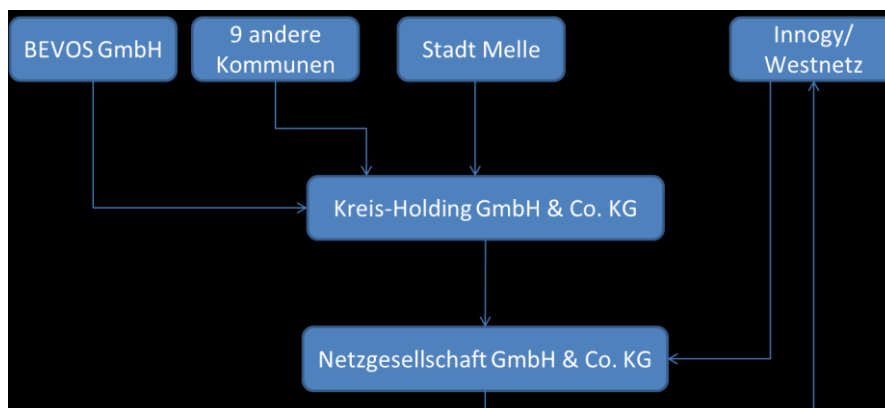 BEVOS GmbH
9 andere
Kommunen
Stadt Melle
Innogy/
Westnetz
Kreis-Holding GmbH & Co. KG
Netzgesellschaft GmbH & Co. KG